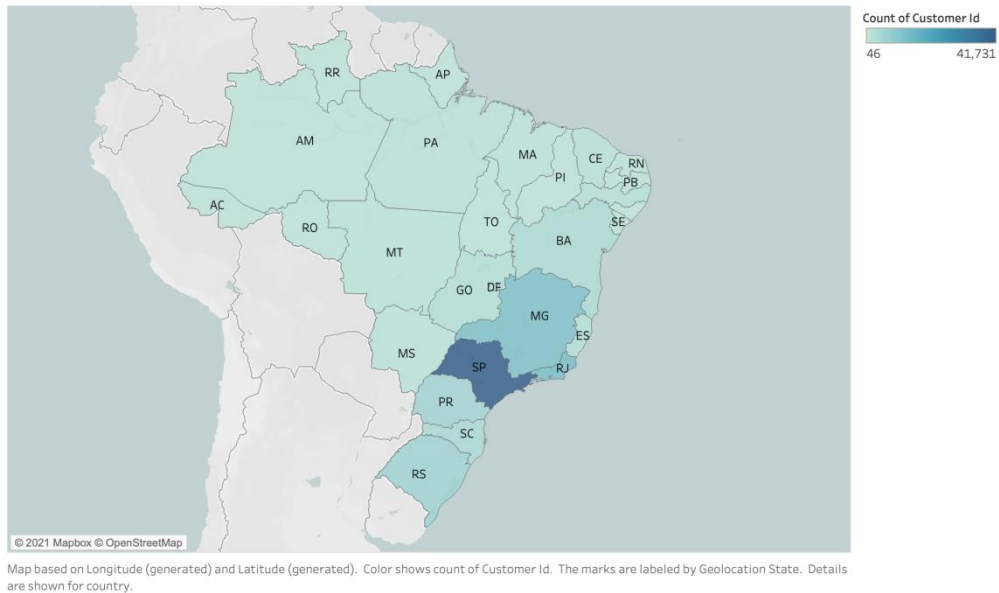 Count of Customer Id
46 41,731
RR
AP
AM
PA
MA
CE
RN
PI
PB
AC
TO
SE
RO
BA
MT
GO
DF
MG
ES
MS
SP
RJ
PR
SC
RS
© 2021 Mapbox © OpenStreetMap
Map based on Longitude (generated) and Latitude (generated). Color shows count of Customer Id. The marks are labeled by Geolocation State. Details
are shown for country.